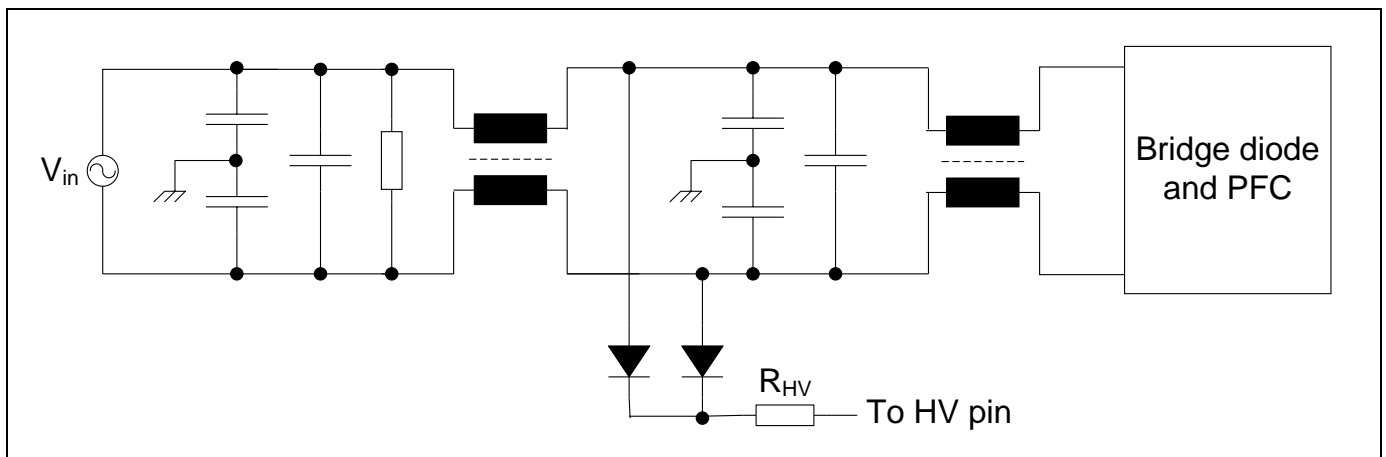 V_in
Bridge diode
and PFC
R_HV
To HV pin